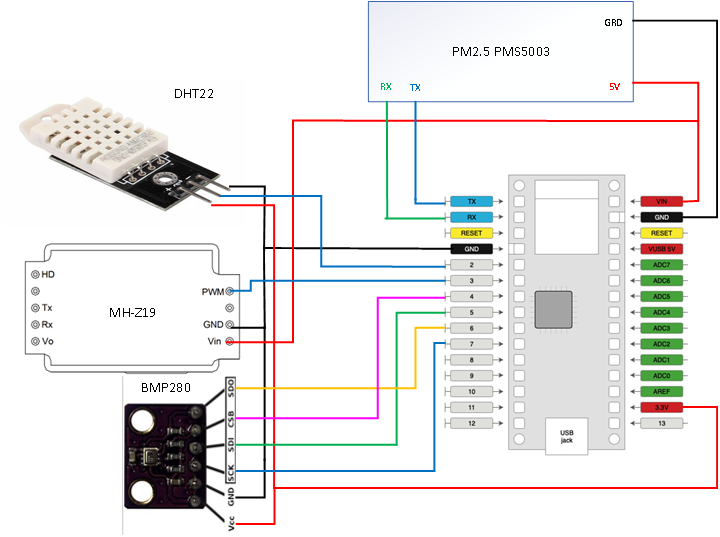 GRD
PM2.5 PMS5003
RX TX 5V
DHT22
TX VIN
RX GND
RESET RESET
GND VUSB 5V
2 ADC7
3 ADC6
4 ADC5
5 ADC4
6 ADC3
7 ADC2
8 ADC1
9 ADC0
10 AREF
11 3.3V
12 13
USB
jack
HD
PWM
Tx
MH-Z19
Rx GND
Vo Vin
BMP280
SDO
CSB
SDI
SCK
GND
Vcc